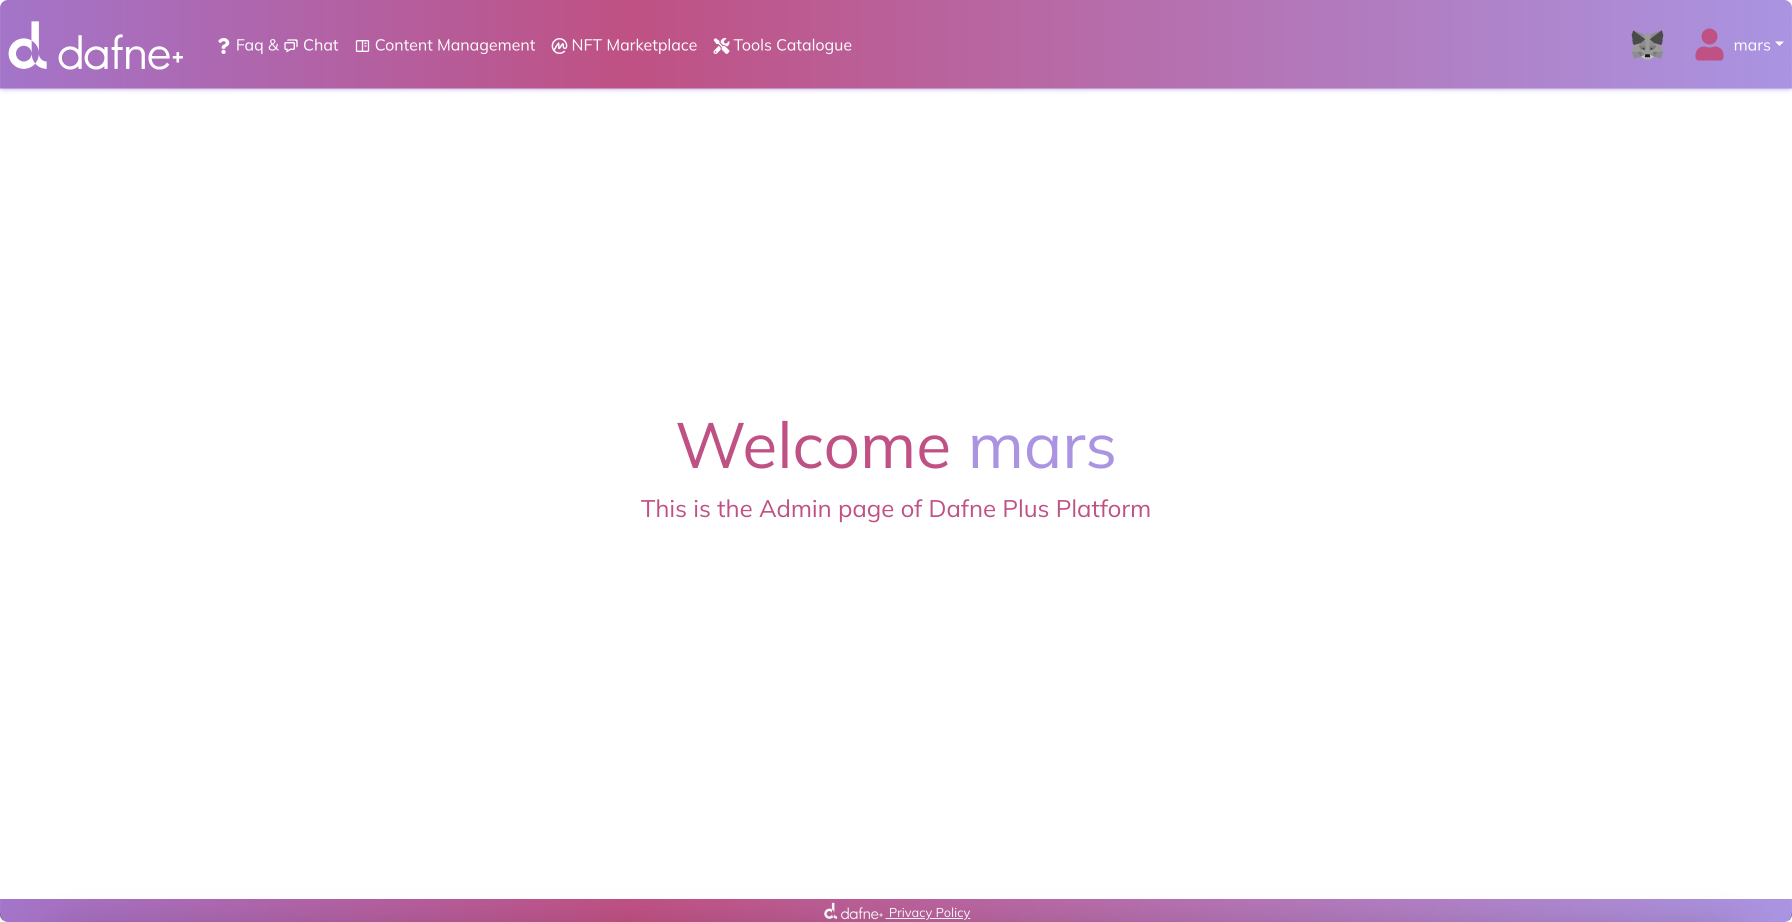 dafne+
Faq & Chat Content Management NFT Marketplace Tools Catalogue
mars
Welcome mars
This is the Admin page of Dafne Plus Platform
dafne+ Privacy Policy